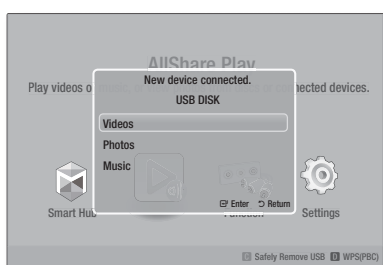 AllShare Play
New device connected.
Play videos o
nected devices.
USB DISK
Videos
Photos
Music
Enter Return
Smart Hub
Function
Settings
C Safely Remove USB D WPS(PBC)